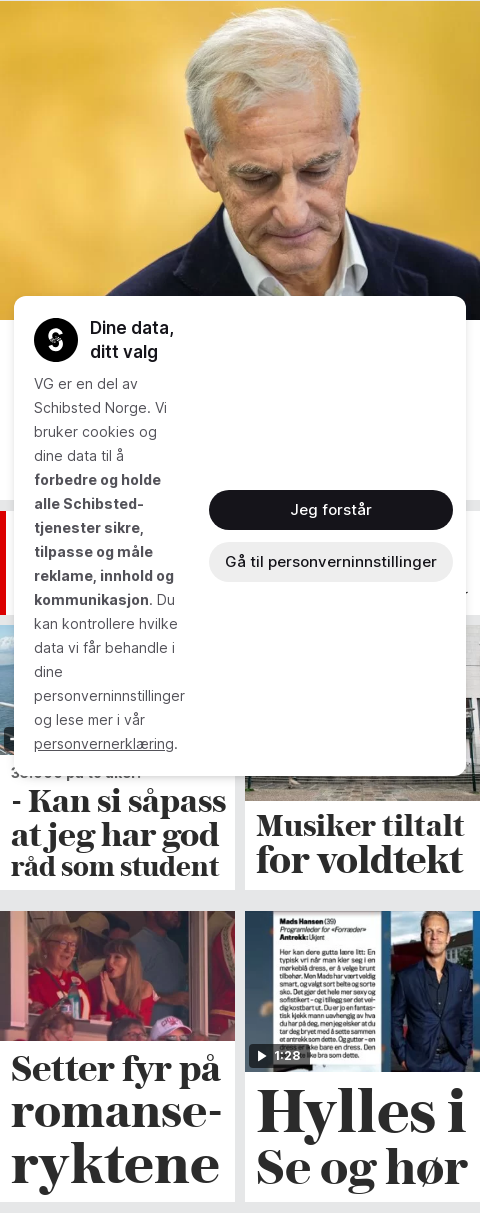 Dine data,
ditt valg
VG er en del av
Schibsted Norge. Vi
bruker cookies og
dine data til å
forbedre og holde
alle Schibsted-
tjenester sikre,
tilpasse og måle
reklame, innhold og
kommunikasjon. Du
kan kontrollere hvilke
data vi får behandle i
dine
personverninnstillinger
og lese mer i vår
personvernerklæring.
Jeg forstår
Gå til personverninnstillinger
- Kan si såpass
at jeg har god
råd som student
Musiker tiltalt
for voldtekt
Setter fyr på
romanse-
ryktene
Mads Hansen (39)
Programleder for «Forræder»
Antrekk: Ukjent
Her kan dere gutte lære litt: En
typisk vri når man kler seg i en
mørkeblå dress, er å velge brunt
tilbehør. Men Mads har vært veldig
smart, og valgt sort belte og sorte
sko. Det gjør det hele mer sexy og
sofistikert – og i tillegg ser det vel-
dig kostbart ut. Du er jo en fantas-
tisk kjekk mann uavhengig av hva
du har på deg, men jeg elsker at du
tar deg bryet med å sette sammen
et antrekk som dette. Og gutter – en
dress er ikke bare en dress. Den
like bra som dette.
1:28
Hylles i
Se og hør